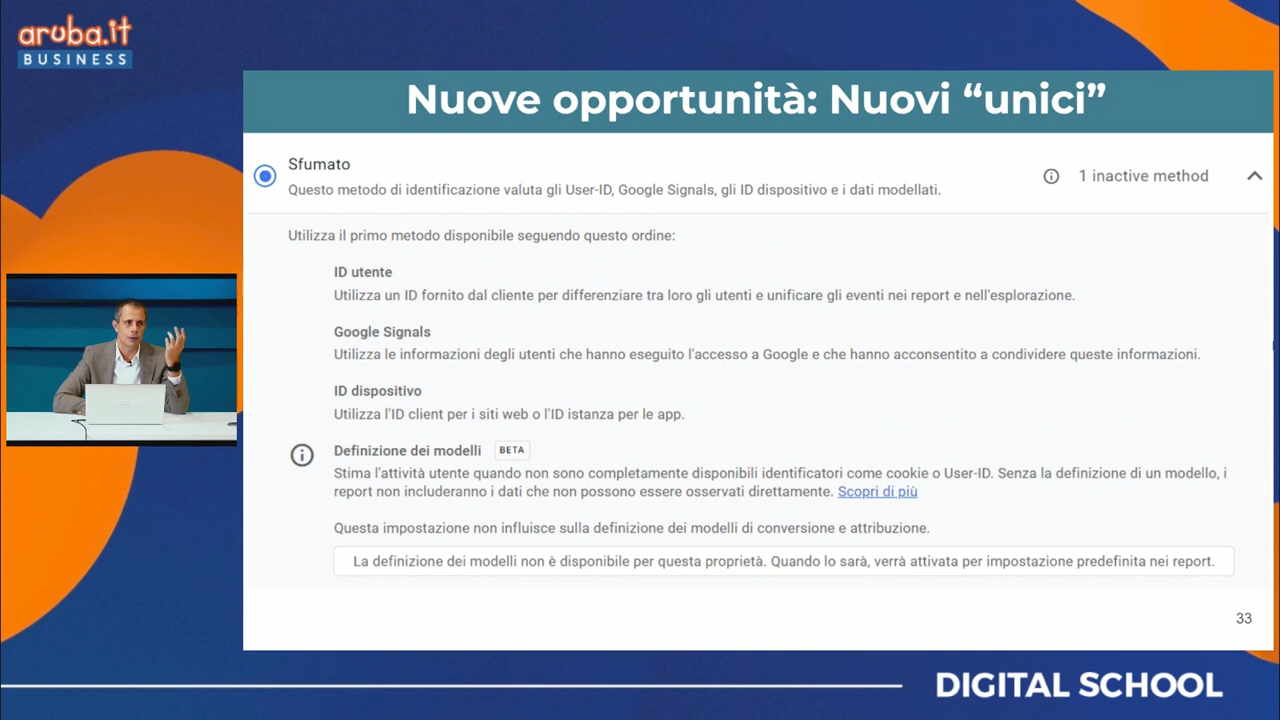 aruba.it
BUSINESS
Nuove opportunità: Nuovi “unici”
Sfumato
Questo metodo di identificazione valuta gli User-ID, Google Signals, gli ID dispositivo e i dati modellati.
1 inactive method
Utilizza il primo metodo disponibile seguendo questo ordine:
ID utente
Utilizza un ID fornito dal cliente per differenziare tra loro gli utenti e unificare gli eventi nei report e nell'esplorazione.
Google Signals
Utilizza le informazioni degli utenti che hanno eseguito l'accesso a Google e che hanno acconsentito a condividere queste informazioni.
ID dispositivo
Utilizza l'ID client per i siti web o l'ID istanza per le app.
Definizione dei modelli BETA
Stima l'attività utente quando non sono completamente disponibili identificatori come cookie o User-ID. Senza la definizione di un modello, i
report non includeranno i dati che non possono essere osservati direttamente. Scopri di più
Questa impostazione non influisce sulla definizione dei modelli di conversione e attribuzione.
La definizione dei modelli non è disponibile per questa proprietà. Quando lo sarà, verrà attivata per impostazione predefinita nei report.
33
DIGITAL SCHOOL